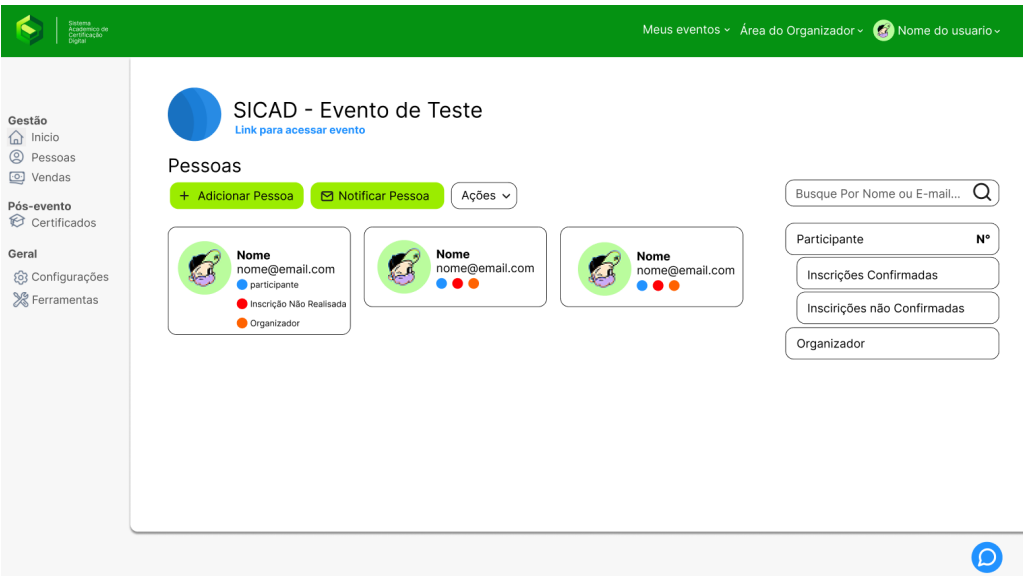 Sistema
Acadêmico de
Certificação
Digital
Meus eventos
Área do Organizador
Nome do usuario
Gestão
Inicio
Pessoas
Vendas
Pós-evento
Certificados
Geral
Configurações
Ferramentas
SICAD - Evento de Teste
Link para acessar evento
Pessoas
+ Adicionar Pessoa
Notificar Pessoa
Ações
Nome
nome@email.com
participante
Inscrição Não Realisada
Organizador
Nome
nome@email.com
Nome
nome@email.com
Busque Por Nome ou E-mail...
Participante N°
Inscrições Confirmadas
Inscirições não Confirmadas
Organizador